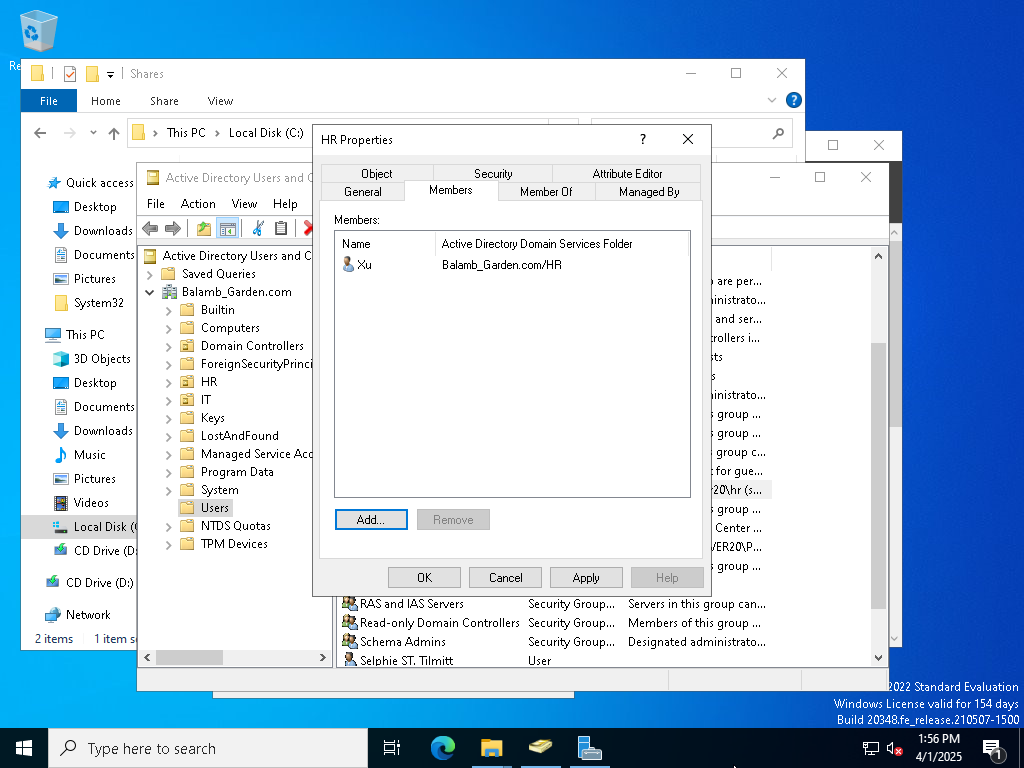 Re
Shares
File
Home
Share
View
?
This PC
Local Disk (C:)
Quick access
Desktop
Downloads
Documents
Pictures
System32
This PC
3D Objects
Desktop
Documents
Downloads
Music
Pictures
Videos
Local Disk (
CD Drive (D:
CD Drive (D:)
Network
2 items
1 item s
Active Directory Users and C
File
Action
View
Help
Active Directory Users and C
Saved Queries
Balamb_Garden.com
Builtin
Computers
Domain Controllers
ForeignSecurityPrinci
HR
IT
Keys
LostAndFound
Managed Service Acc
Program Data
System
Users
NTDS Quotas
TPM Devices
HR Properties
?
Object
Security
Attribute Editor
General
Members
Member Of
Managed By
Members:
Name
Active Directory Domain Services Folder
Xu
Balamb_Garden.com/HR
Add...
Remove
OK
Cancel
Apply
Help
are per...
inistrato...
and ser...
trollers i...
sts
s
inistrato...
s group ...
s group ...
s group c...
t for gue...
r20\hr (s...
s group ...
Center ...
/ER20\P...
s group ...
RAS and IAS Servers
Security Group...
Servers in this group can...
Read-only Domain Controllers
Security Group...
Members of this group ...
Schema Admins
Security Group...
Designated administrato...
Selphie ST. Tilmitt
User
2022 Standard Evaluation
Windows License valid for 154 days
Build 20348.fe_release.210507-1500
Type here to search
1:56 PM
4/1/2025
1